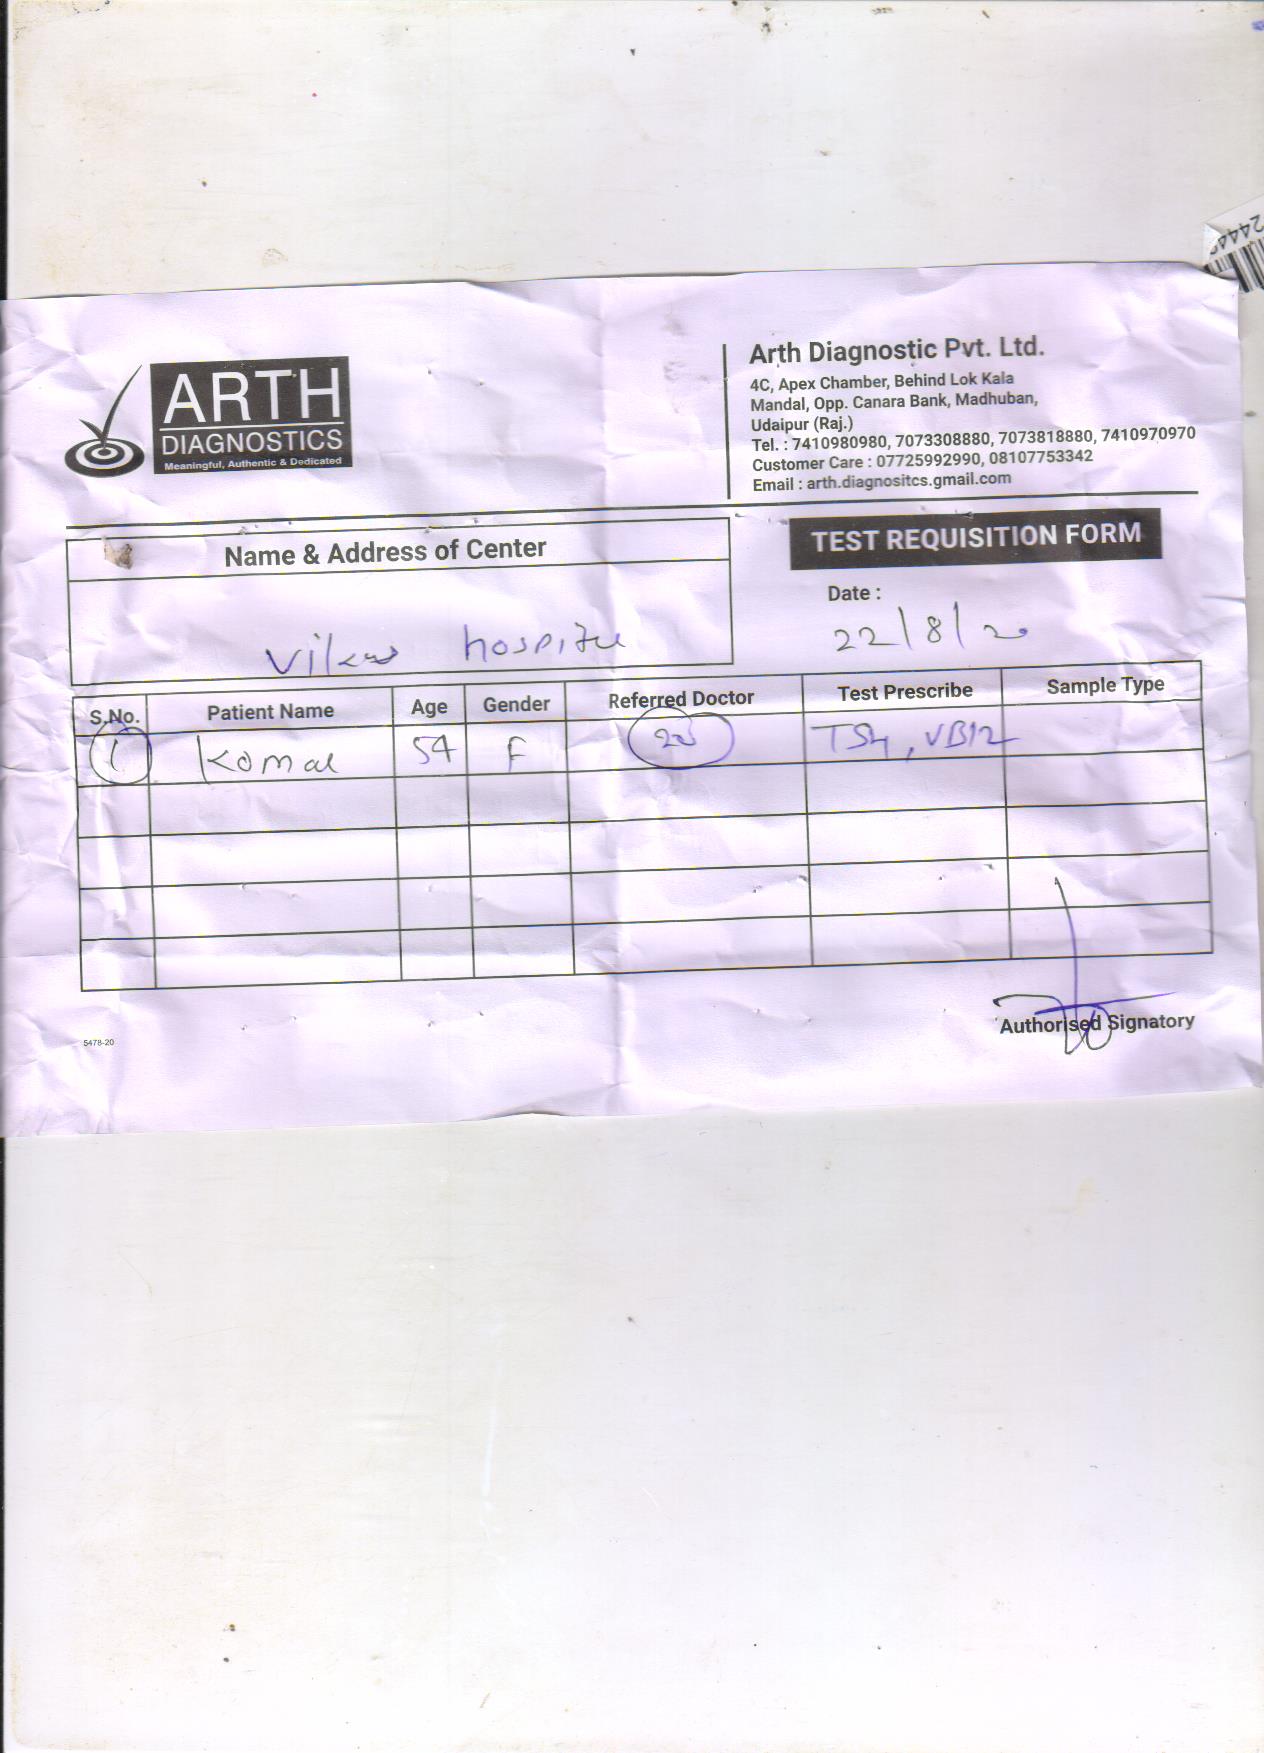 2444
ARTH
DIAGNOSTICS
Meaningful, Authentic & Dedicated
Arth Diagnostic Pvt. Ltd.
4C, Apex Chamber, Behind Lok Kala
Mandal, Opp. Canara Bank, Madhuban,
Udaipur (Raj.)
Tel. : 7410980980, 7073308880, 7073818880, 7410970970
Customer Care : 07725992990, 08107753342
Email : arth.diagnositcs.gmail.com
Name & Address of Center
TEST REQUISITION FORM
Date :
22/8/20
Vikas hospital
S.No. Patient Name Age Gender Referred Doctor Test Prescribe Sample Type
1 Komal 54 F TSH, VB12
Authorised Signatory
5478-20